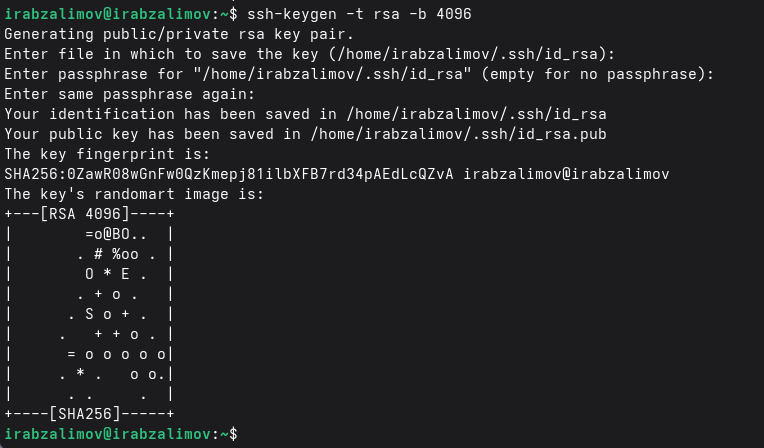 irabzalimov@irabzalimov:~$ ssh-keygen -t rsa -b 4096
Generating public/private rsa key pair.
Enter file in which to save the key (/home/irabzalimov/.ssh/id_rsa):
Enter passphrase for "/home/irabzalimov/.ssh/id_rsa" (empty for no passphrase):
Enter same passphrase again:
Your identification has been saved in /home/irabzalimov/.ssh/id_rsa
Your public key has been saved in /home/irabzalimov/.ssh/id_rsa.pub
The key fingerprint is:
SHA256:0ZawR08wGnFw0QzKmepj81ilbXFB7rd34pAEdLcQZvA irabzalimov@irabzalimov
The key's randomart image is:
+---[RSA 4096]----+
|        =o@BO..  |
|       . # %oo . |
|        O * E .  |
|       . + o .   |
|      . S o + .  |
|     .   + + o . |
|      = o o o o o|
|     . * .   o o.|
|      . .     .  |
+----[SHA256]-----+
irabzalimov@irabzalimov:~$